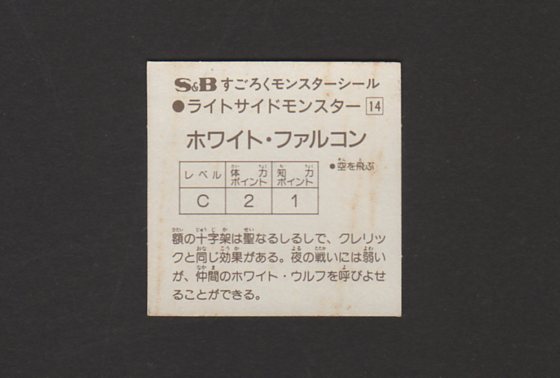 S&Bすごろくモンスターシール
●ライトサイドモンスター 14
ホワイト・ファルコン
レベル 体力ポイント 知力ポイント
C 2 1
●空を飛ぶ
額の十字架は聖なるしるしで、クレリッ
クと同じ効果がある。夜の戦いには弱い
が、仲間のホワイト・ウルフを呼びよせ
ることができる。